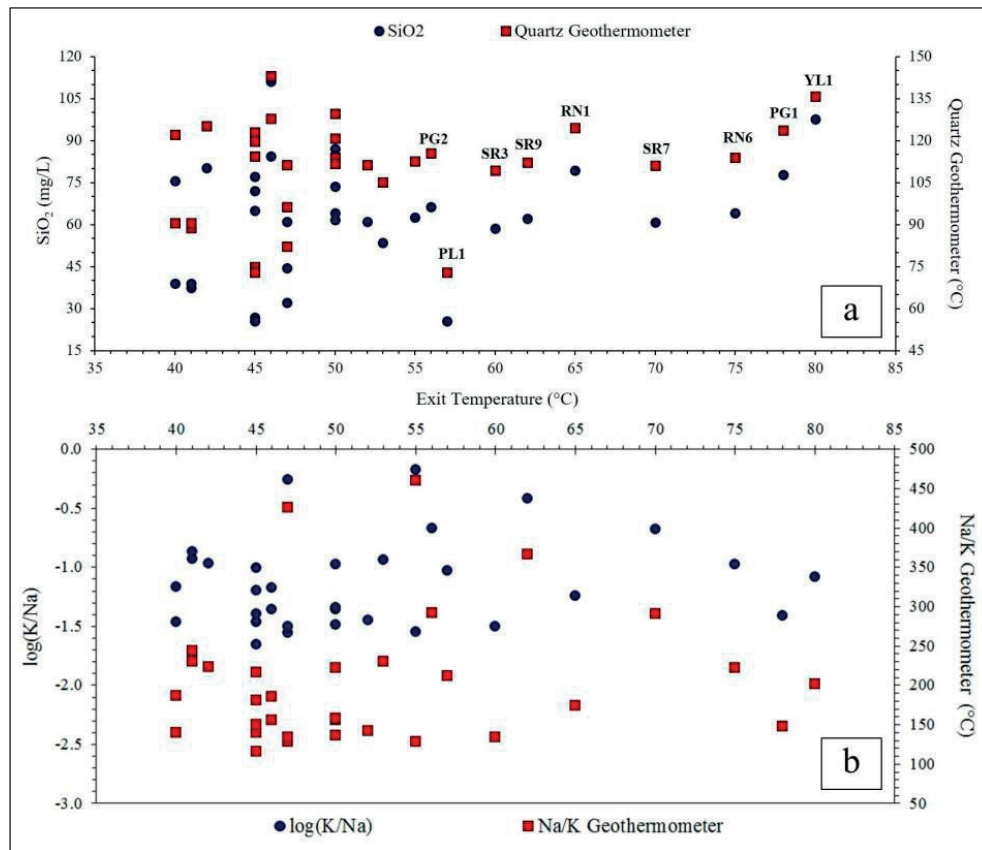 SiO2 Quartz Geothermometer
120 150
105 135
90 120
75 105
60 90
45 75
30 60
15 45
SiO₂ (mg/L)
Quartz Geothermometer (°C)
PG2 PL1 SR3 SR9 RN1 SR7 RN6 PG1 YL1
a
35 40 45 50 55 60 65 70 75 80 85
Exit Temperature (°C)
35 40 45 50 55 60 65 70 75 80 85
0.0 500
450
-0.5 400
-1.0 350
300
-1.5 250
-2.0 200
150
-2.5 100
-3.0 50
log(K/Na)
Na/K Geothermometer (°C)
b
log(K/Na) Na/K Geothermometer